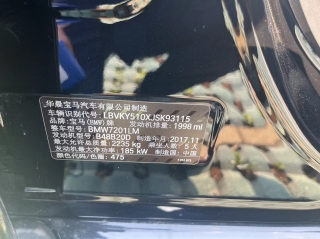 华晨宝马汽车有限公司制造
车辆识别代号: LBVKY510XJSK93115
发动机排量: 1998 ml
品牌: 宝马(BMW) 牌
整车型号: BMW7201LM
制造年月: 2017.11
发动机型号: B48B20D
乘坐人数: 5 人
最大允许总质量: 2235 kg
发动机最大净功率: 185 kW
制造国: 中国
颜色代码/色漆: 475